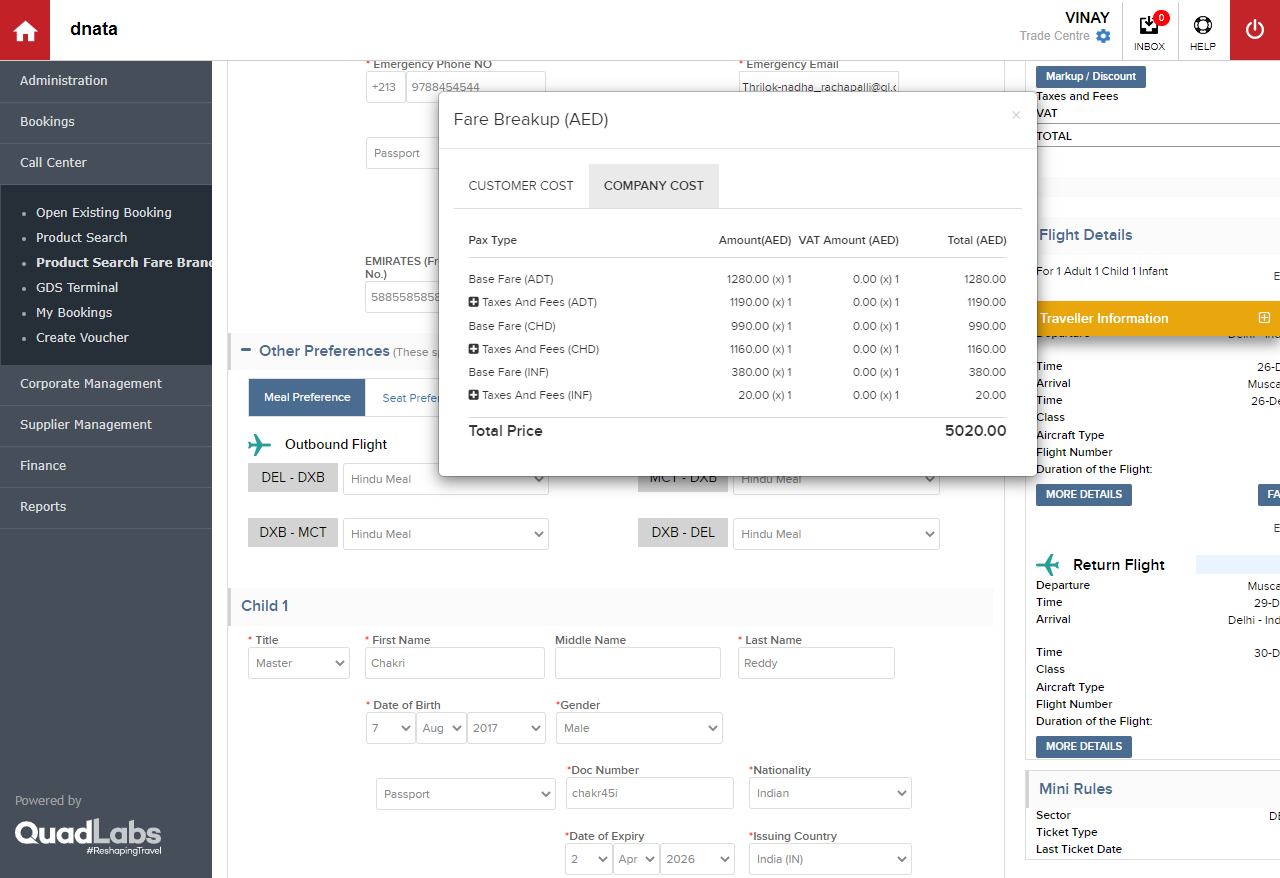 dnata
VINAY
Trade Centre
0
INBOX
HELP
Administration
Bookings
Call Center
Open Existing Booking
Product Search
Product Search Fare Brand
GDS Terminal
My Bookings
Create Voucher
Corporate Management
Supplier Management
Finance
Reports
Powered by
QuadLabs
#ReshapingTravel
* Emergency Phone NO
* Emergency Email
+213
9788454544
Thrilok-nadha_rachapalli@ql.c
Passport
EMIRATES (Fr
No.)
5885585858
Fare Breakup (AED)
×
CUSTOMER COST
COMPANY COST
Pax Type Amount(AED) VAT Amount (AED) Total (AED)
Base Fare (ADT) 1280.00 (x) 1 0.00 (x) 1 1280.00
Taxes And Fees (ADT) 1190.00 (x) 1 0.00 (x) 1 1190.00
Base Fare (CHD) 990.00 (x) 1 0.00 (x) 1 990.00
Taxes And Fees (CHD) 1160.00 (x) 1 0.00 (x) 1 1160.00
Base Fare (INF) 380.00 (x) 1 0.00 (x) 1 380.00
Taxes And Fees (INF) 20.00 (x) 1 0.00 (x) 1 20.00
Total Price 5020.00
Other Preferences (These s
Meal Preference
Seat Prefer
Outbound Flight
DEL - DXB Hindu Meal
MCT - DXB Hindu Meal
DXB - MCT Hindu Meal
DXB - DEL Hindu Meal
Child 1
* Title * First Name Middle Name * Last Name
Master Chakri Reddy
* Date of Birth *Gender
7 Aug 2017 Male
*Doc Number *Nationality
Passport chakr45i Indian
*Date of Expiry *Issuing Country
2 Apr 2026 India (IN)
Markup / Discount
Taxes and Fees
VAT
TOTAL
Flight Details
For 1 Adult 1 Child 1 Infant
E
Traveller Information
Departure Delhi - Indi
Time 26-D
Arrival Musca
Time 26-De
Class
Aircraft Type
Flight Number
Duration of the Flight:
MORE DETAILS
FA
E
Return Flight
Departure Musca
Time 29-D
Arrival Delhi - Ind
Time 30-D
Class
Aircraft Type
Flight Number
Duration of the Flight:
MORE DETAILS
Mini Rules
Sector DE
Ticket Type
Last Ticket Date